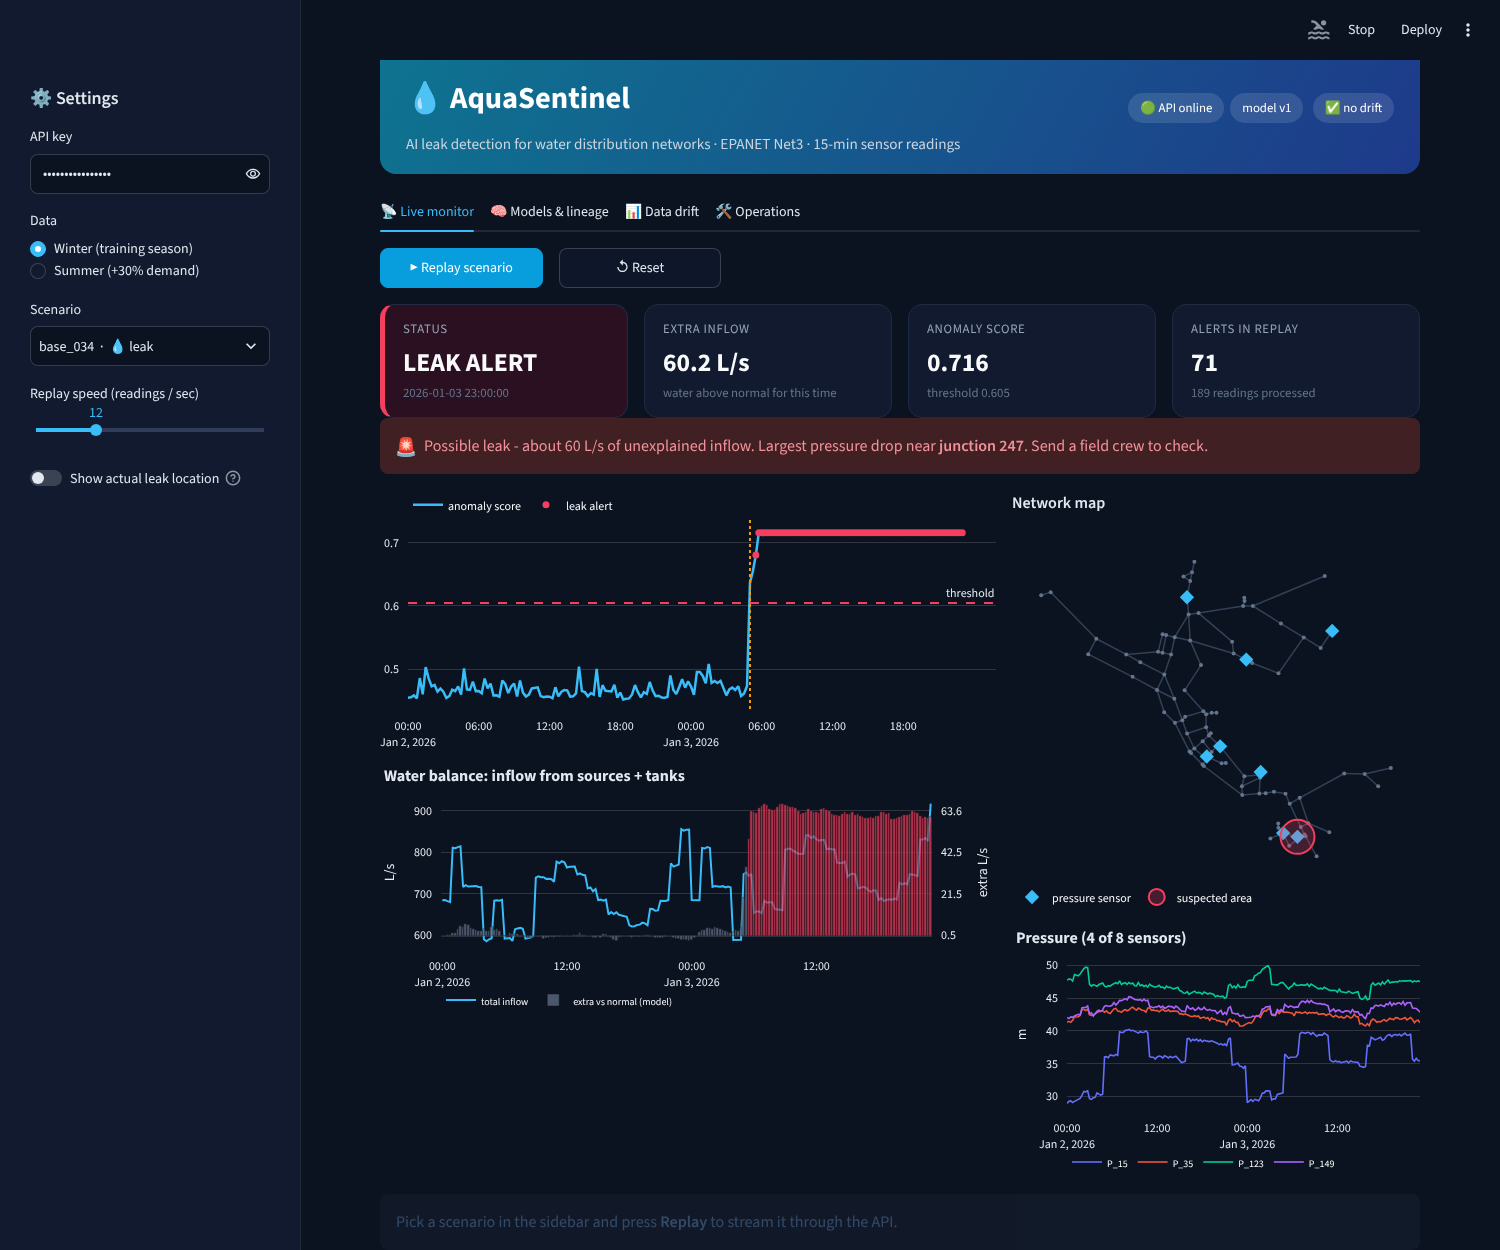 Stop
Deploy
⚙️ Settings
API key
••••••••••••••••
Data
Winter (training season)
Summer (+30% demand)
Scenario
base_034 · 💧 leak
Replay speed (readings / sec)
12
Show actual leak location
💧 AquaSentinel
🟢 API online
model v1
✅ no drift
AI leak detection for water distribution networks · EPANET Net3 · 15-min sensor readings
📡 Live monitor
🧠 Models & lineage
📊 Data drift
🛠️ Operations
▶ Replay scenario
↺ Reset
STATUS
LEAK ALERT
2026-01-03 23:00:00
EXTRA INFLOW
60.2 L/s
water above normal for this time
ANOMALY SCORE
0.716
threshold 0.605
ALERTS IN REPLAY
71
189 readings processed
🚨 Possible leak - about 60 L/s of unexplained inflow. Largest pressure drop near junction 247. Send a field crew to check.
anomaly score
leak alert
0.7
0.6
0.5
threshold
00:00 06:00 12:00 18:00 00:00 06:00 12:00 18:00
Jan 2, 2026 Jan 3, 2026
Water balance: inflow from sources + tanks
900
800
700
600
L/s
63.6
42.5
21.5
0.5
extra L/s
00:00 12:00 00:00 12:00
Jan 2, 2026 Jan 3, 2026
total inflow
extra vs normal (model)
Network map
pressure sensor
suspected area
Pressure (4 of 8 sensors)
50
45
40
35
30
m
00:00 12:00 00:00 12:00
Jan 2, 2026 Jan 3, 2026
P_15 P_35 P_123 P_149
Pick a scenario in the sidebar and press Replay to stream it through the API.